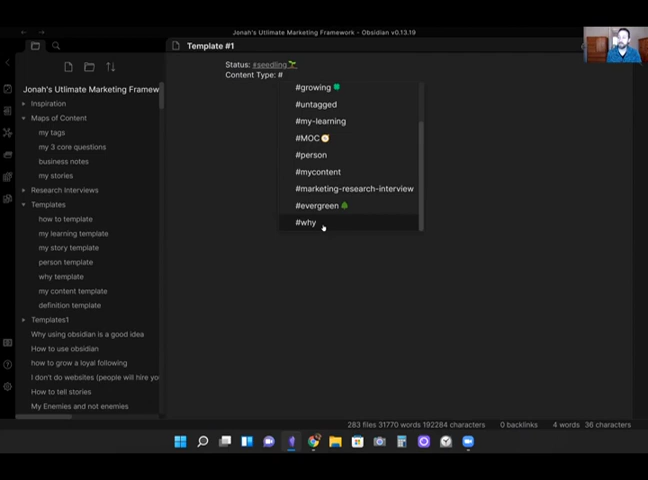 Jonah's Utlimate Marketing Framework - Obsidian v0.13.19
Template #1
Status: #seedling🌱
Content Type: #
#growing
#untagged
#my-learning
#MOC🧭
#person
#mycontent
#marketing-research-interview
#evergreen🌲
#why
Jonah's Utlimate Marketing Framew
Inspiration
Maps of Content
my tags
my 3 core questions
business notes
my stories
Research Interviews
Templates
how to template
my learning template
my story template
person template
why template
my content template
definition template
Templates1
Why using obsidian is a good idea
How to use obsidian
how to grow a loyal following
I don't do websites (people will hire yo
How to tell stories
My Enemies and not enemies
283 files 31770 words 192284 characters 0 backlinks 4 words 36 characters